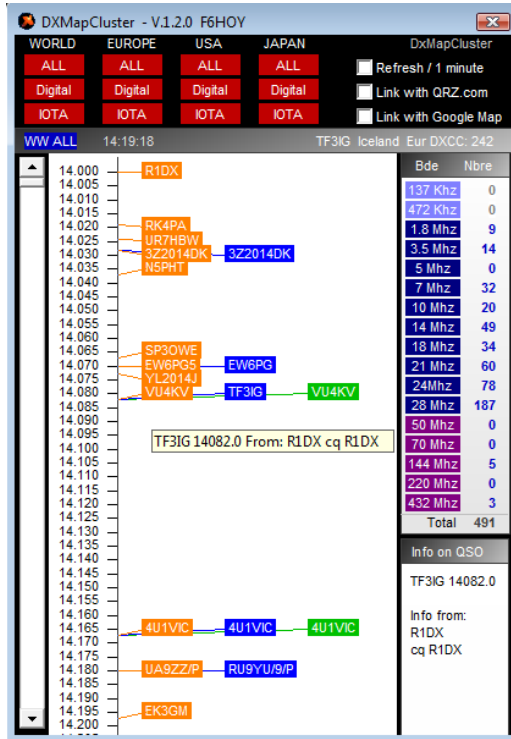 DXMapCluster - V.1.2.0 F6HOY
WORLD EUROPE USA JAPAN DxMapCluster
ALL ALL ALL ALL Refresh / 1 minute
Digital Digital Digital Digital Link with QRZ.com
IOTA IOTA IOTA IOTA Link with Google Map
WW ALL 14:19:18 TF3IG Iceland Eur DXCC: 242
14.000 R1DX
14.005
14.010
14.015
14.020 RK4PA
14.025 UR7HBW
14.030 3Z2014DK 3Z2014DK
14.035 N5PHT
14.040
14.045
14.050
14.055
14.060
14.065 SP3OWE
14.070 EW6PG5 EW6PG
14.075 YL2014J
14.080 VU4KV TF3IG VU4KV
14.085
14.090
14.095
TF3IG 14082.0 From: R1DX cq R1DX
14.100
14.105
14.110
14.115
14.120
14.125
14.130
14.135
14.140
14.145
14.150
14.155
14.160
14.165 4U1VIC 4U1VIC 4U1VIC
14.170
14.175
14.180 UA9ZZ/P RU9YU/9/P
14.190
14.195 EK3GM
14.200
Bde Nbre
137 Khz 0
472 Khz 0
1.8 Mhz 9
3.5 Mhz 14
5 Mhz 0
7 Mhz 32
10 Mhz 20
14 Mhz 49
18 Mhz 34
21 Mhz 60
24Mhz 78
28 Mhz 187
50 Mhz 0
70 Mhz 0
144 Mhz 5
220 Mhz 0
432 Mhz 3
Total 491
Info on QSO
TF3IG 14082.0
Info from:
R1DX
cq R1DX